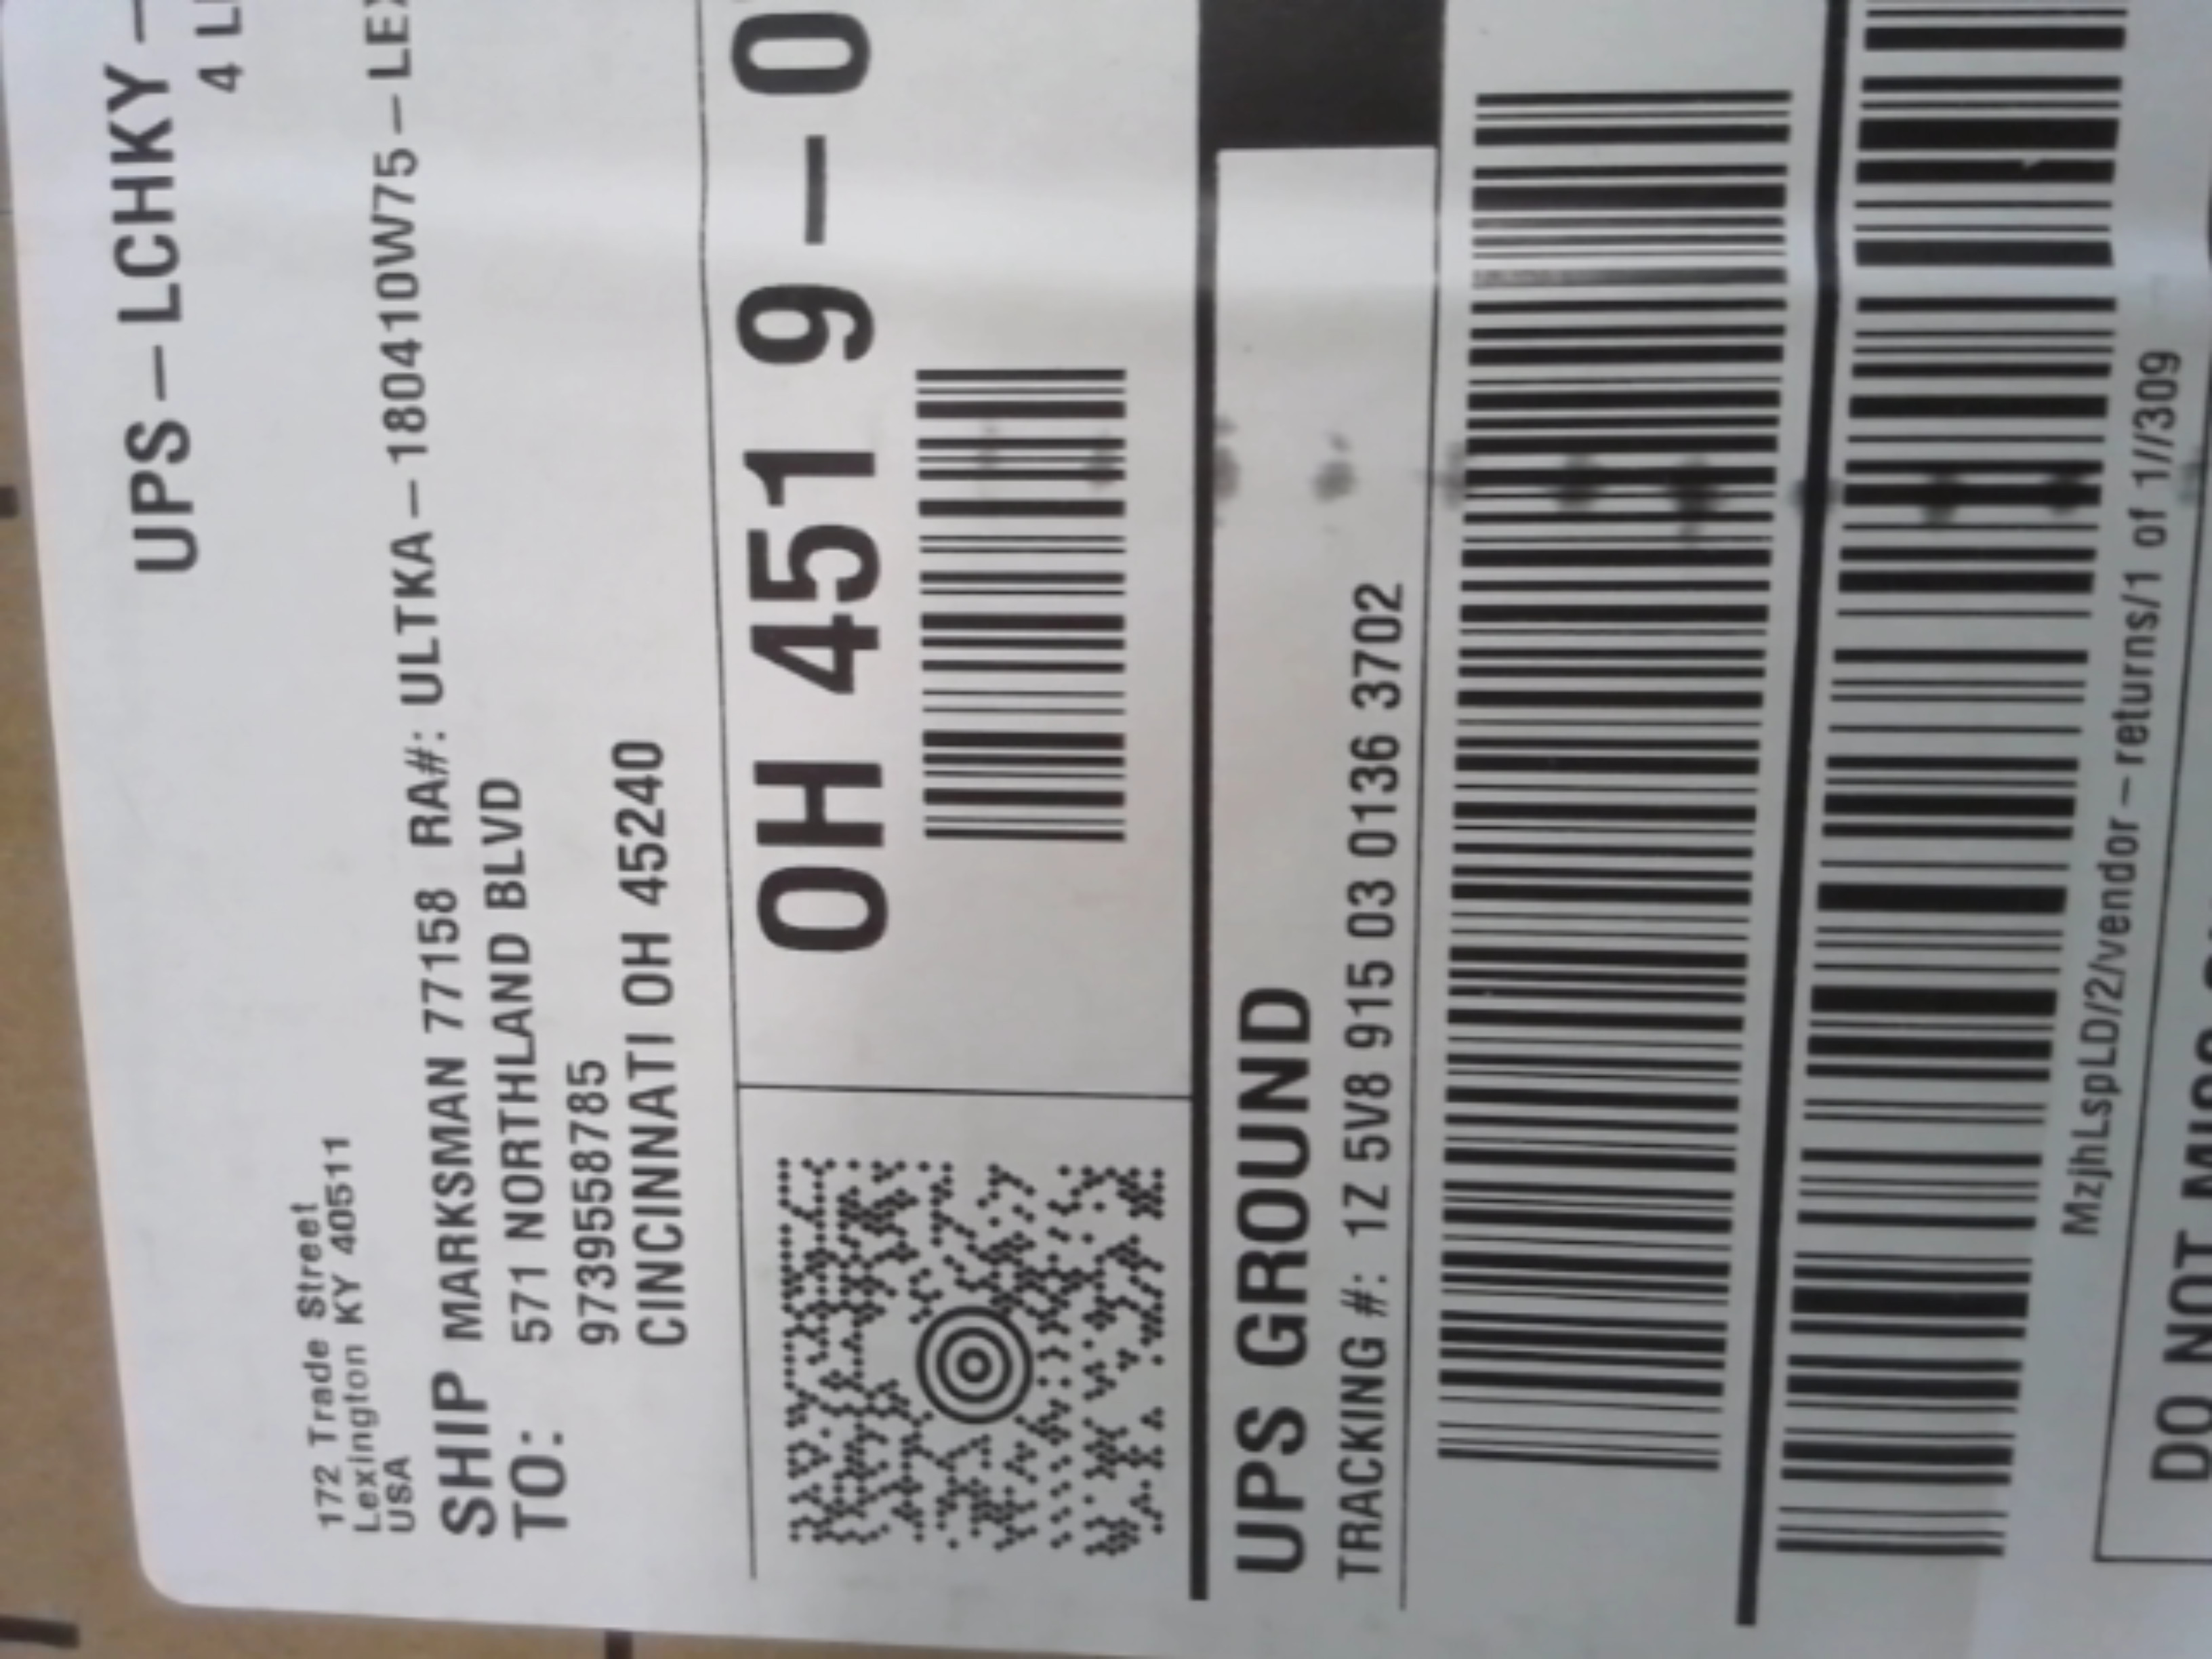 UPS – LCHKY –
4
172 Trade Street
Lexington KY 40511
USA
SHIP TO:
MARKSMAN 77158 RA#: ULTKA – 180410W75 – LEX
571 NORTHLAND BLVD
9739558785
CINCINNATI OH 45240
OH 451 9 – 0
UPS GROUND
TRACKING #: 1Z 5V8 915 03 0136 3702
MzjhLspLD/2/vendor – returns/1 of 1//309
DO NOT